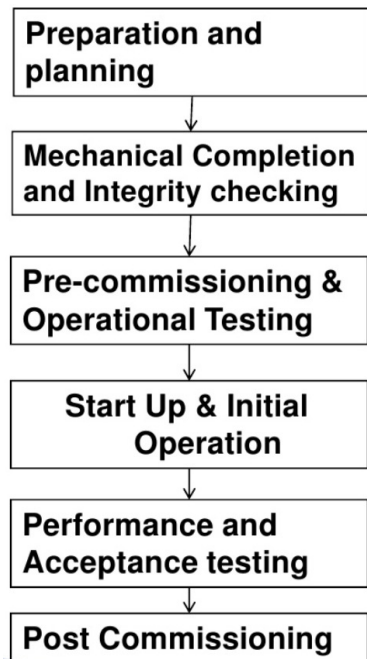 Preparation and
planning
Mechanical Completion
and Integrity checking
Pre-commissioning &
Operational Testing
Start Up & Initial
Operation
Performance and
Acceptance testing
Post Commissioning